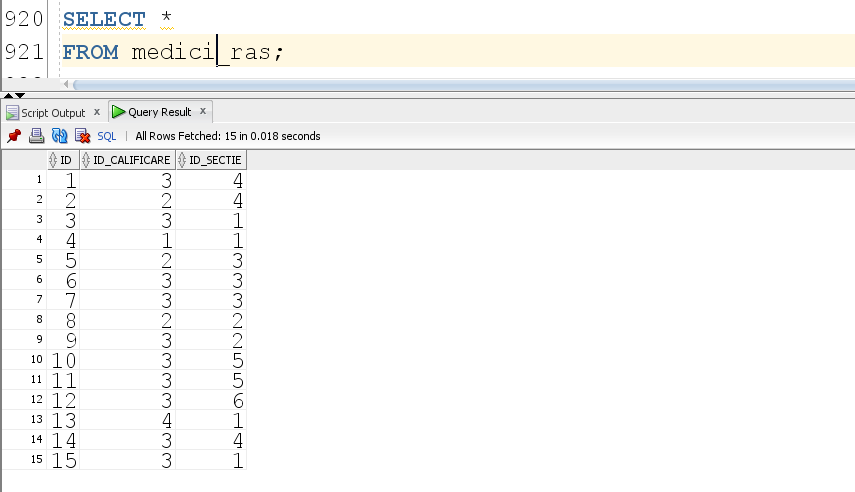 920 SELECT *
921 FROM medici_ras;
Script Output x Query Result x
SQL | All Rows Fetched: 15 in 0.018 seconds
ID ID_CALIFICARE ID_SECTIE
1 1 3 4
2 2 2 4
3 3 3 1
4 4 1 1
5 5 2 3
6 6 3 3
7 7 3 3
8 8 2 2
9 9 3 2
10 10 3 5
11 11 3 5
12 12 3 6
13 13 4 1
14 14 3 4
15 15 3 1